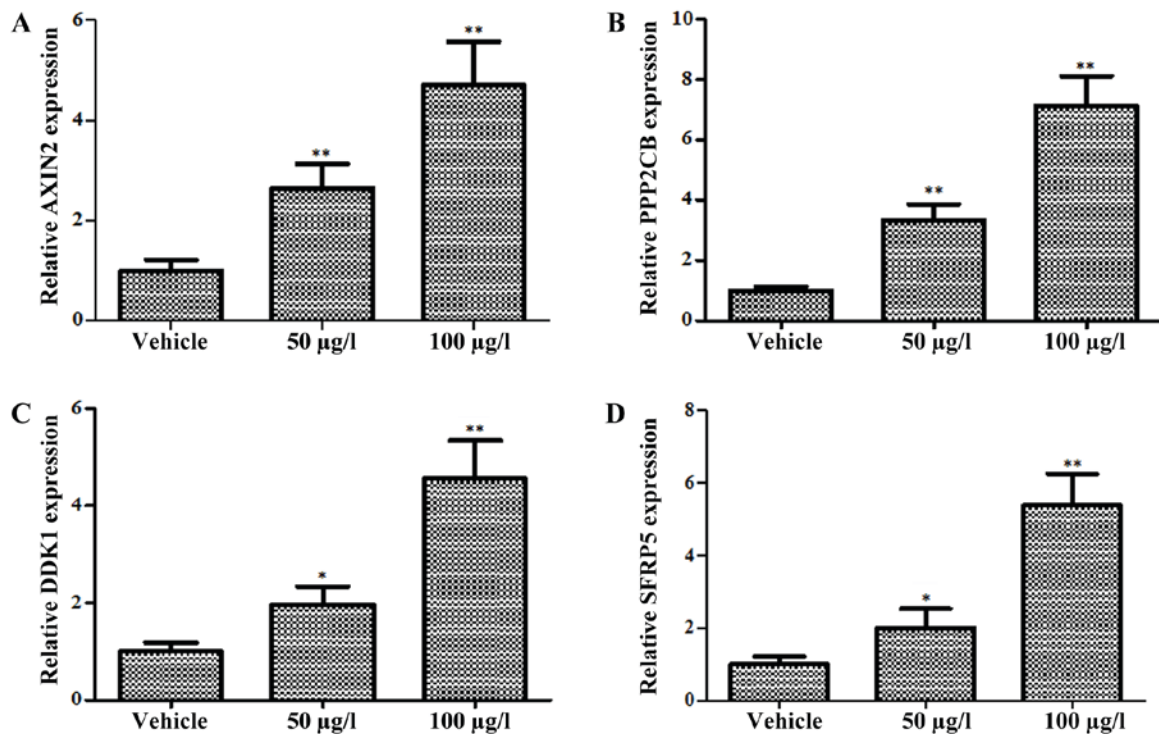 A
Relative AXIN2 expression
6
4
2
0
**
**
Vehicle 50 µg/l 100 µg/l
B
Relative PPP2CB expression
10
8
6
4
2
0
**
**
Vehicle 50 µg/l 100 µg/l
C
Relative DDK1 expression
6
4
2
0
*
**
Vehicle 50 µg/l 100 µg/l
D
Relative SFRP5 expression
8
6
4
2
0
*
**
Vehicle 50 µg/l 100 µg/l